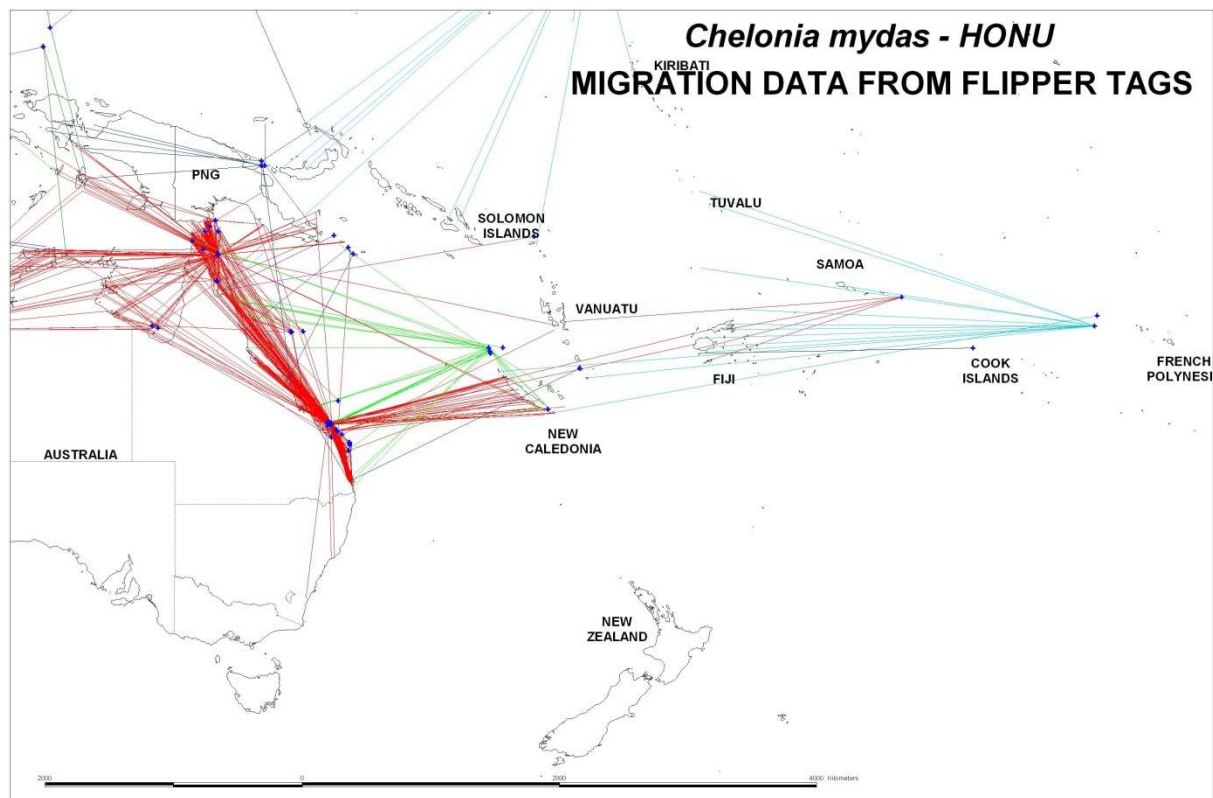 Chelonia mydas - HONU
KIRIBATI
MIGRATION DATA FROM FLIPPER TAGS
PNG
TUVALU
SOLOMON
ISLANDS
SAMOA
VANUATU
COOK
ISLANDS
FRENCH
POLYNESI
FIJI
NEW
CALEDONIA
AUSTRALIA
NEW
ZEALAND
2000
0
2000
4000 Kilometers